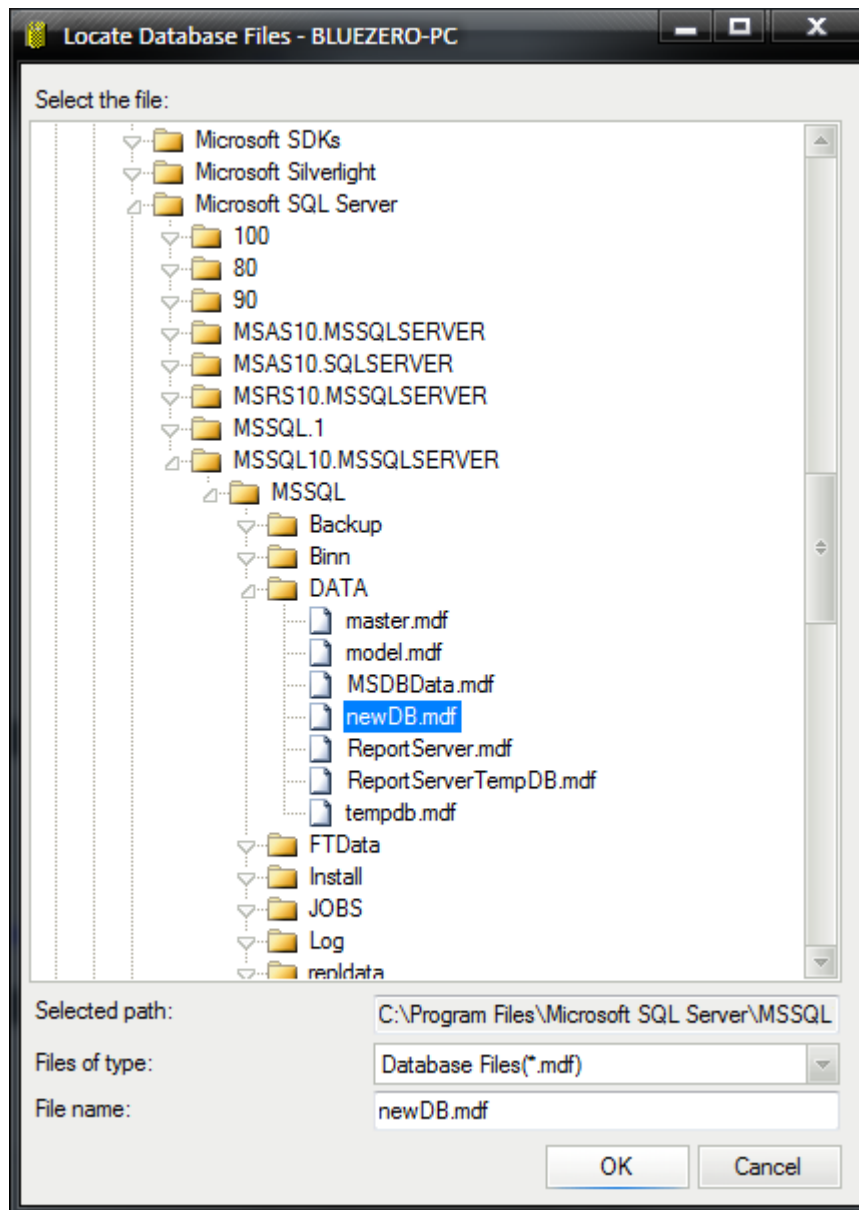 Locate Database Files - BLUEZERO-PC
Select the file:
Microsoft SDKs
Microsoft Silverlight
Microsoft SQL Server
100
80
90
MSAS10.MSSQLSERVER
MSAS10.SQLSERVER
MSRS10.MSSQLSERVER
MSSQL.1
MSSQL10.MSSQLSERVER
MSSQL
Backup
Binn
DATA
master.mdf
model.mdf
MSDBData.mdf
newDB.mdf
ReportServer.mdf
ReportServerTempDB.mdf
tempdb.mdf
FTData
Install
JOBS
Log
repldata
Selected path: C:\Program Files\Microsoft SQL Server\MSSQL
Files of type: Database Files(*.mdf)
File name: newDB.mdf
OK Cancel